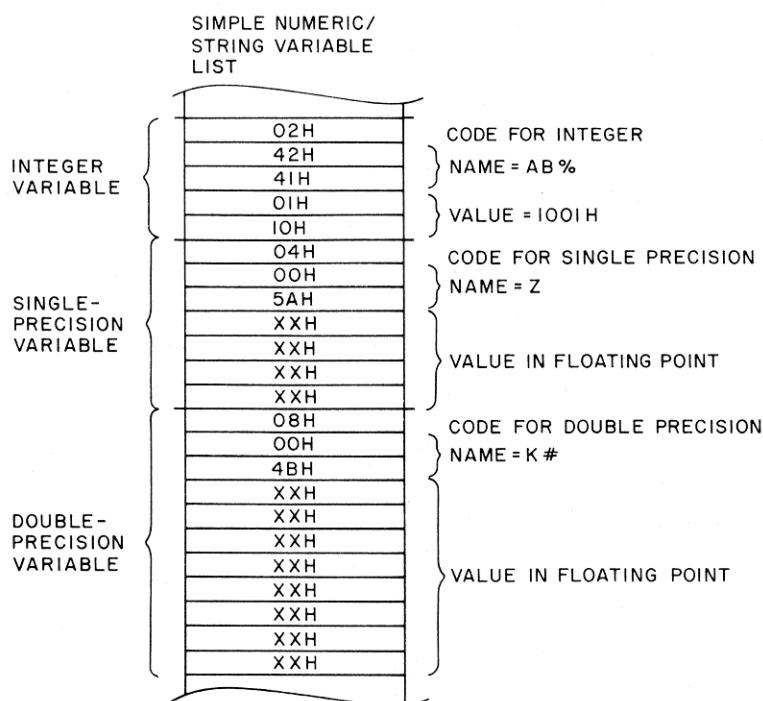 SIMPLE NUMERIC/
STRING VARIABLE
LIST
INTEGER
VARIABLE
02H
42H
41H
01H
10H
CODE FOR INTEGER
NAME = AB%
VALUE = 1001H
SINGLE-
PRECISION
VARIABLE
04H
00H
5AH
XXH
XXH
XXH
XXH
CODE FOR SINGLE PRECISION
NAME = Z
VALUE IN FLOATING POINT
DOUBLE-
PRECISION
VARIABLE
08H
00H
4BH
XXH
XXH
XXH
XXH
XXH
XXH
XXH
XXH
CODE FOR DOUBLE PRECISION
NAME = K#
VALUE IN FLOATING POINT